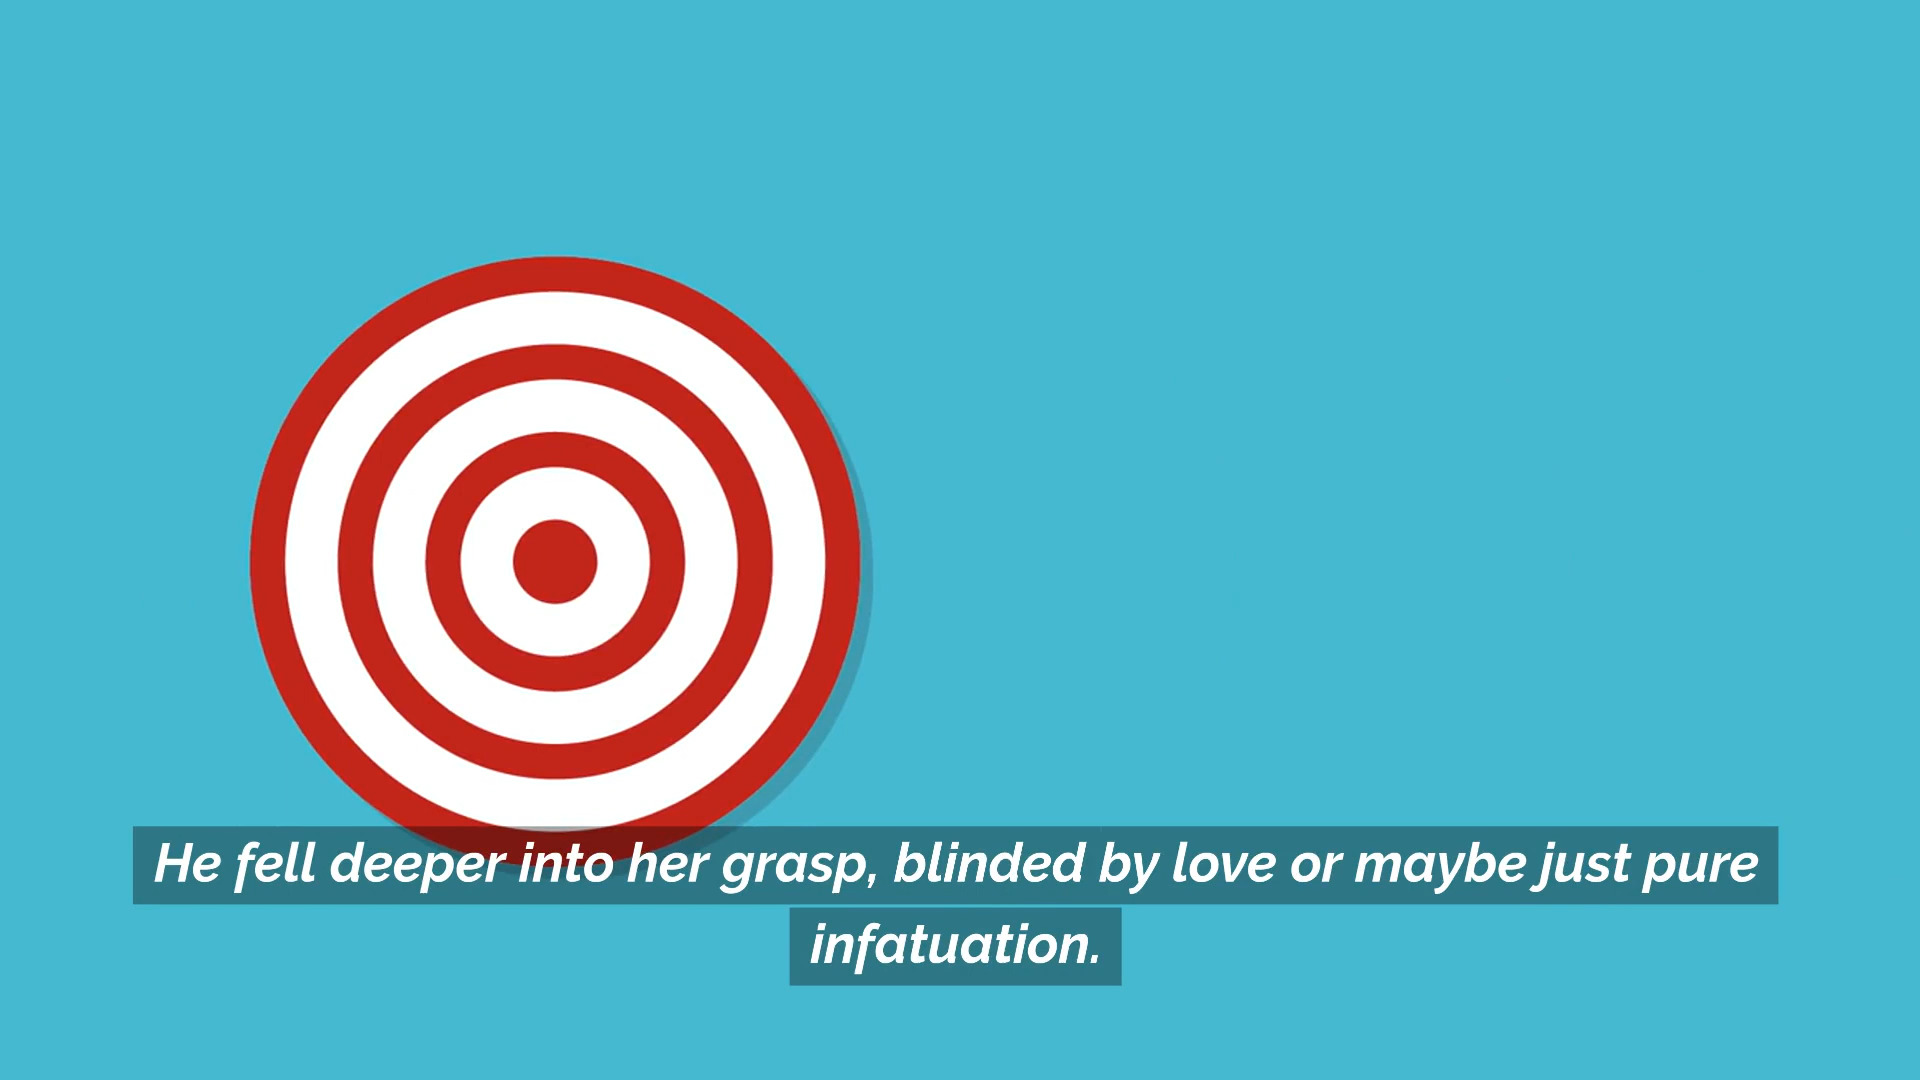 He fell deeper into her grasp, blinded by love or maybe just pure
infatuation.